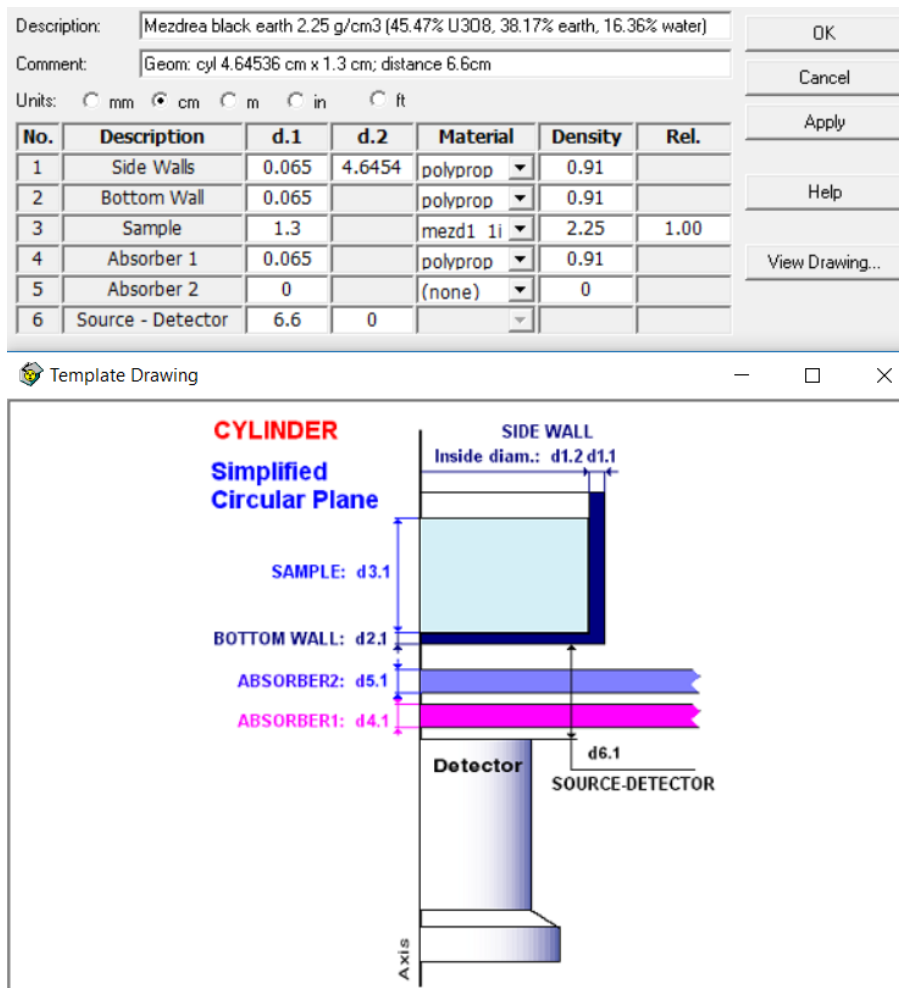 Description: Mezdrea black earth 2.25 g/cm3 (45.47% U3O8, 38.17% earth, 16.36% water) OK
Comment: Geom: cyl 4.64536 cm x 1.3 cm; distance 6.6cm Cancel
Units: mm cm m in ft Apply
No. Description d.1 d.2 Material Density Rel.
1 Side Walls 0.065 4.6454 polyprop 0.91
2 Bottom Wall 0.065 polyprop 0.91 Help
3 Sample 1.3 mezd1 1i 2.25 1.00
4 Absorber 1 0.065 polyprop 0.91 View Drawing...
5 Absorber 2 0 (none) 0
6 Source - Detector 6.6 0
Template Drawing
CYLINDER
Simplified
Circular Plane
SIDE WALL
Inside diam.: d1.2 d1.1
SAMPLE: d3.1
BOTTOM WALL: d2.1
ABSORBER2: d5.1
ABSORBER1: d4.1
d6.1
Detector
SOURCE-DETECTOR
Axis